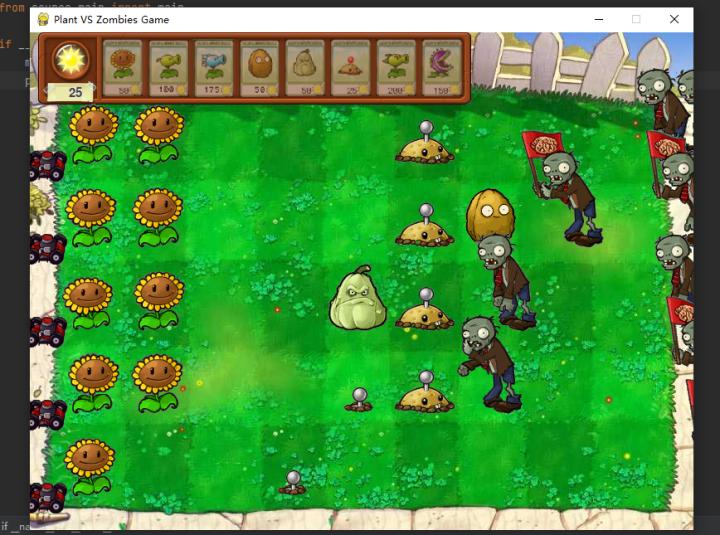 from source.main import main
Plant VS Zombies Game
if __
25
50 100 175 50 50 25 200 150
if __na